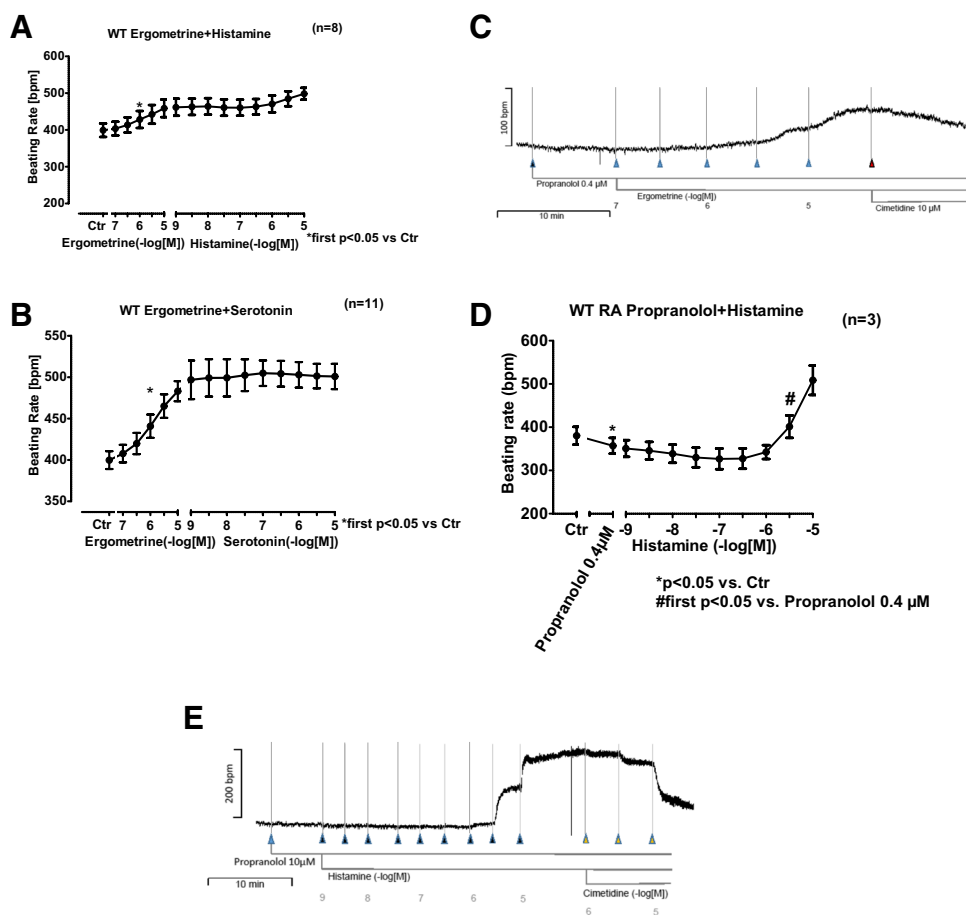 A
WT Ergometrine+Histamine
(n=8)
Beating Rate [bpm]
600
500
400
300
200
Ctr 7 6 5 9 8 7 6 5
Ergometrine(-log[M]) Histamine(-log[M])
*
*first p<0.05 vs Ctr
B
WT Ergometrine+Serotonin
(n=11)
Beating Rate [bpm]
550
500
450
400
350
*
Ctr 7 6 5 9 8 7 6 5
Ergometrine(-log[M]) Serotonin(-log[M])
*first p<0.05 vs Ctr
C
100 bpm
Propranolol 0.4 µM
Ergometrine (-log[M])
7 6 5
Cimetidine 10 µM
10 min
D
WT RA Propranolol+Histamine
(n=3)
Beating rate (bpm)
600
500
400
300
200
*
#
Ctr
Propranolol 0.4µM
-9 -8 -7 -6 -5
Histamine (-log[M])
*p<0.05 vs. Ctr
#first p<0.05 vs. Propranolol 0.4 µM
E
200 bpm
Propranolol 10µM
Histamine (-log[M])
Cimetidine (-log[M])
10 min
9 8 7 6 5
6 5